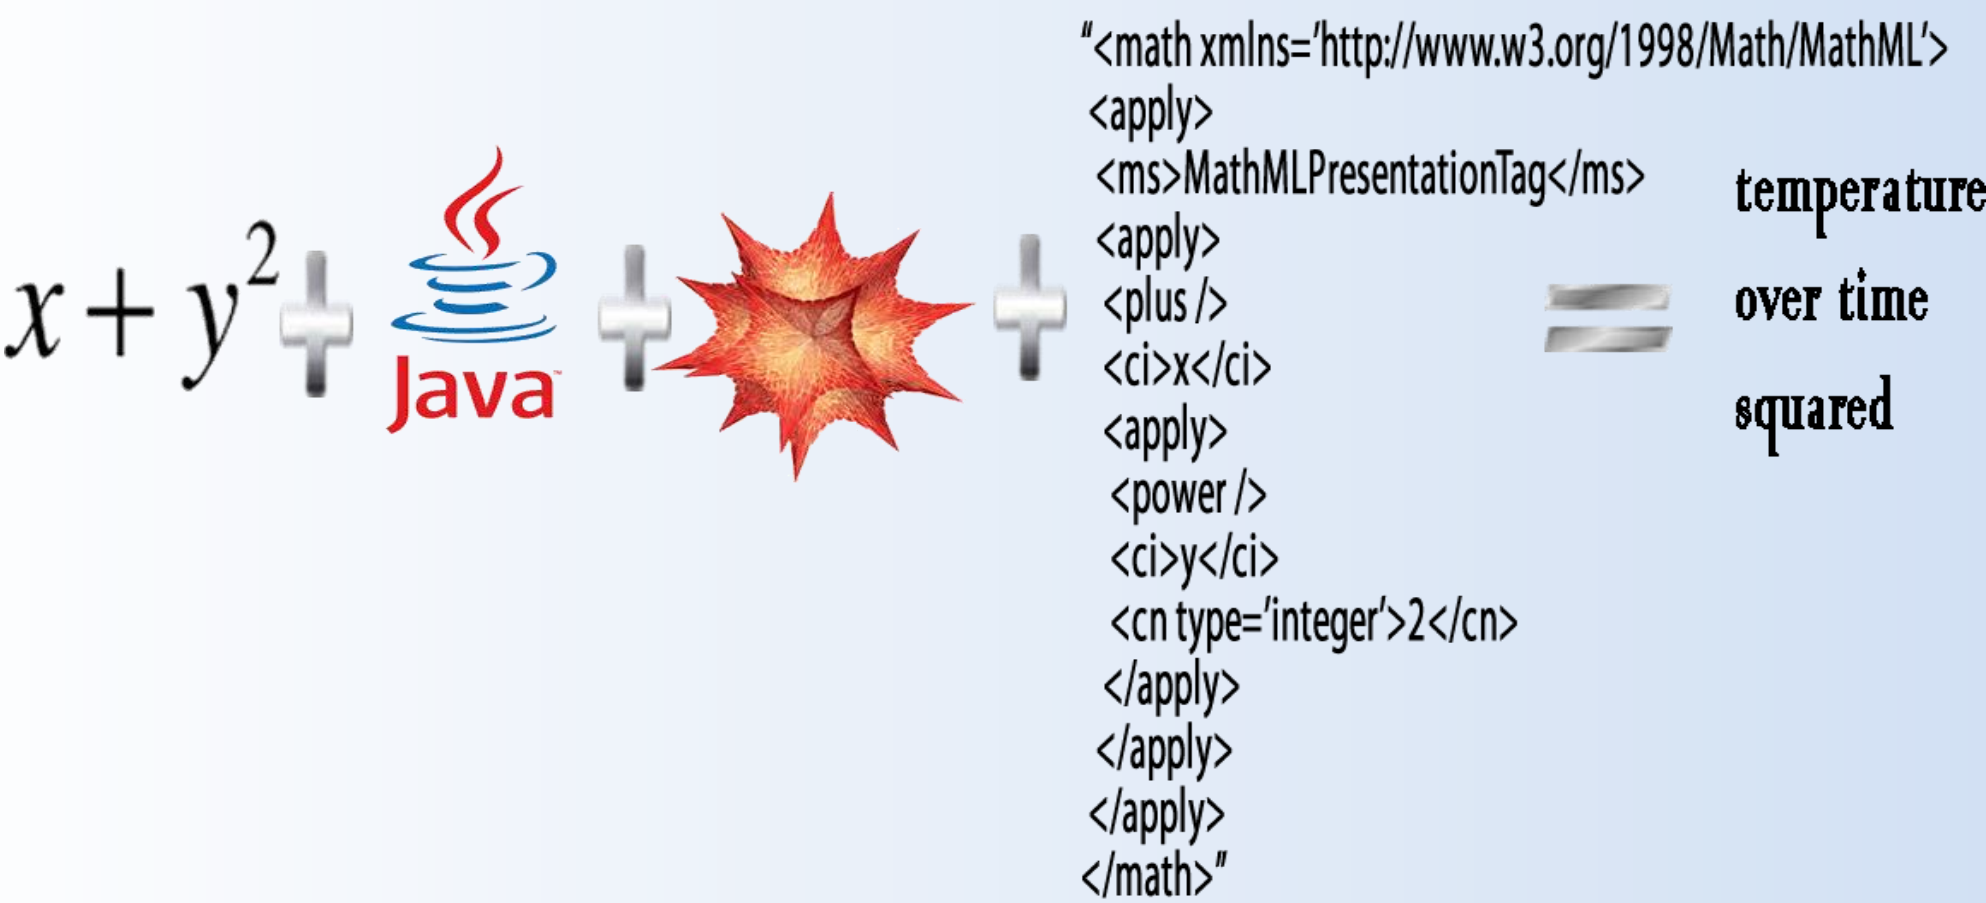 x + y²
Java™
“<math xmlns=’http://www.w3.org/1998/Math/MathML’>
<apply>
<ms>MathMLPresentationTag</ms>
<apply>
<plus />
<ci>x</ci>
<apply>
<power />
<ci>y</ci>
<cn type=’integer’>2</cn>
</apply>
</apply>
</apply>
</math>”
temperature
over time
squared